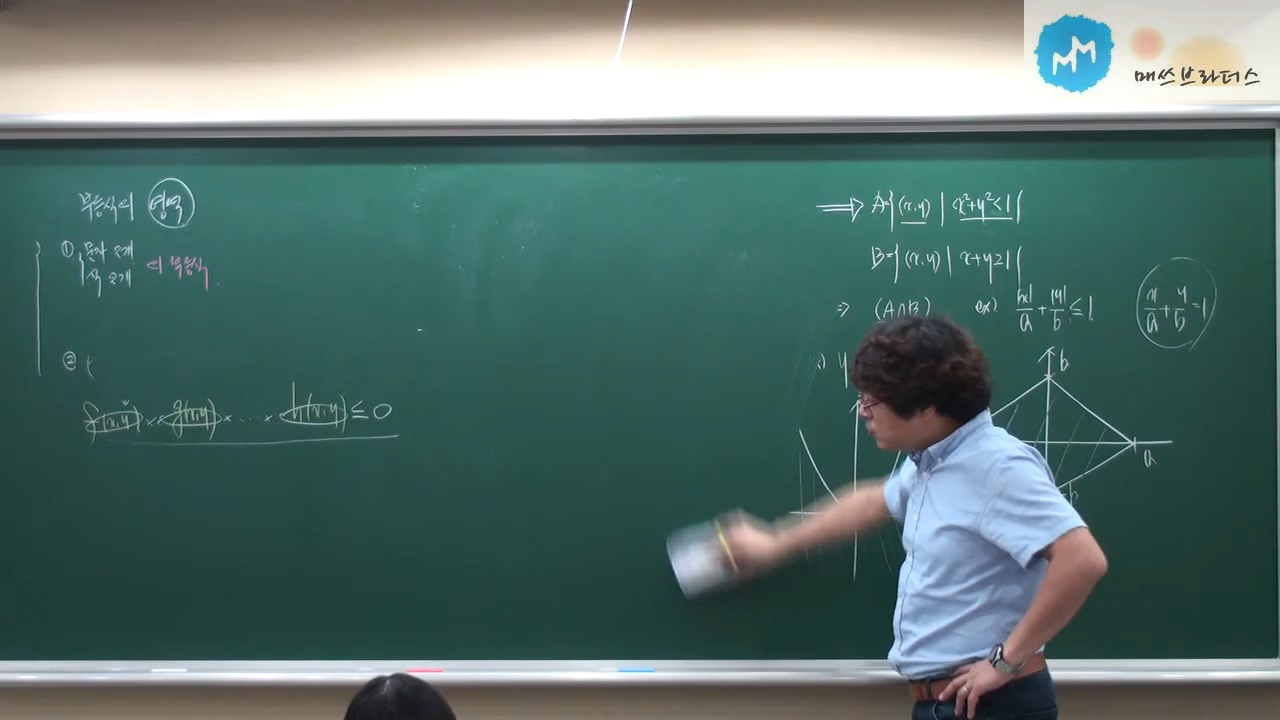 부등식의 영역
① 문자 2개
식 2개
의 부등식
②
f(x,y)×g(x,y)×…×h(x,y)≤0
⇒ A={(x,y) | x²+y²<1}
B={(x,y) | x+y≥1}
⇒ (A∩B) ex) |x|/a+|y|/b≤1
x/a+y/b=1
y
b
a
매쓰브라더스